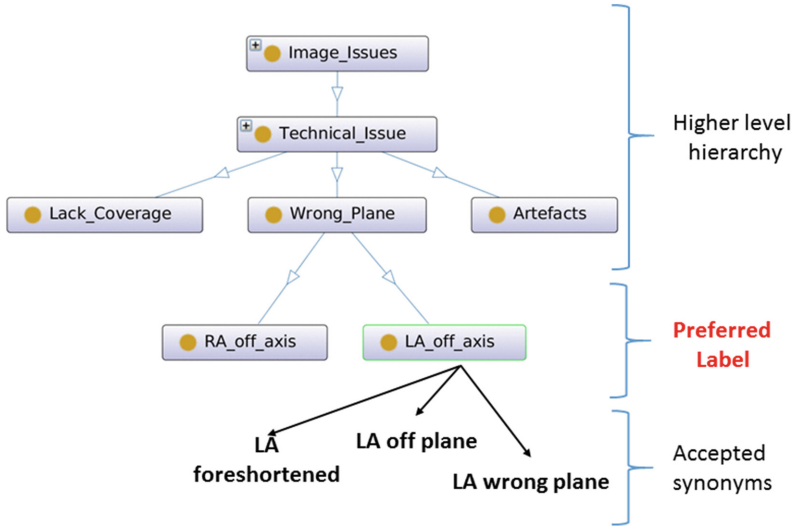 Image_Issues
Technical_Issue
Higher level
hierarchy
Lack_Coverage
Wrong_Plane
Artefacts
RA_off_axis
LA_off_axis
Preferred
Label
LA
foreshortened
LA off plane
LA wrong plane
Accepted
synonyms